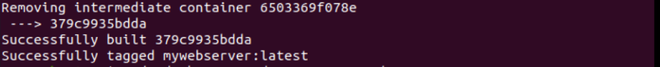 Removing intermediate container 6503369f078e
 ---> 379c9935bdda
Successfully built 379c9935bdda
Successfully tagged mywebserver:latest